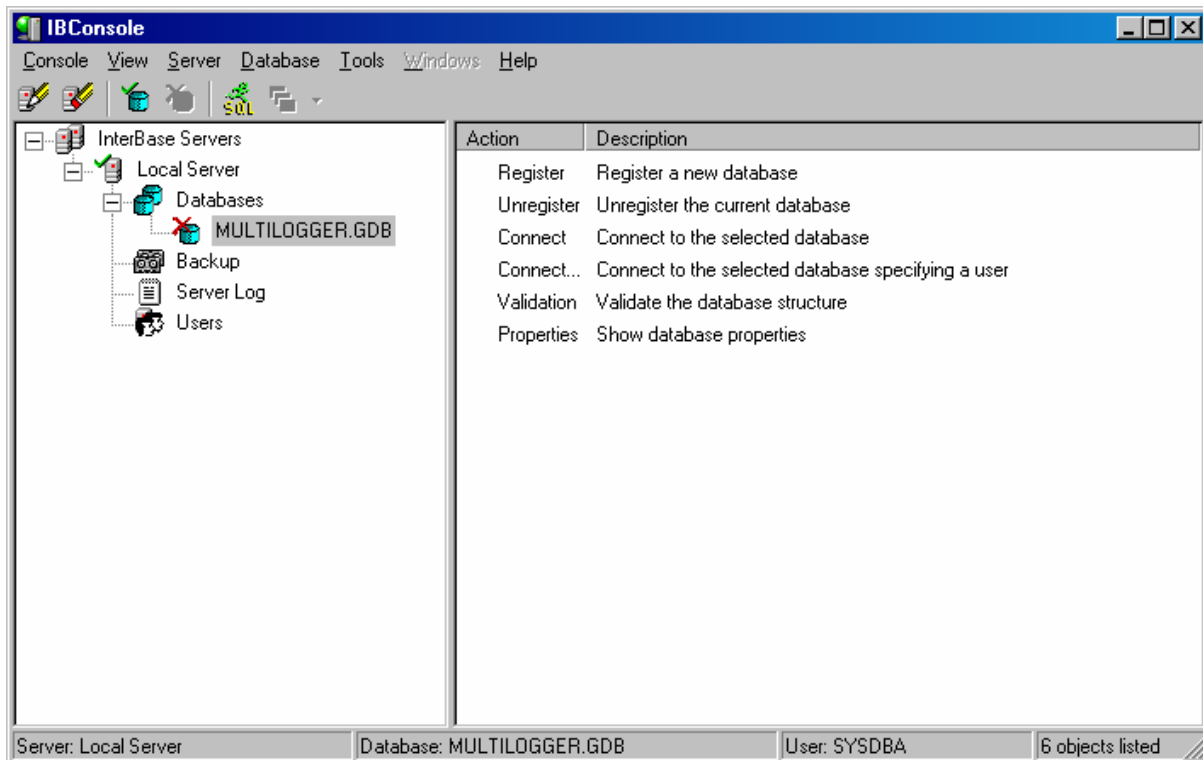 IBConsole
Console View Server Database Tools Windows Help
SQL
InterBase Servers
Local Server
Databases
MULTILOGGER.GDB
Backup
Server Log
Users
Action Description
Register Register a new database
Unregister Unregister the current database
Connect Connect to the selected database
Connect... Connect to the selected database specifying a user
Validation Validate the database structure
Properties Show database properties
Server: Local Server Database: MULTILOGGER.GDB User: SYSDBA 6 objects listed